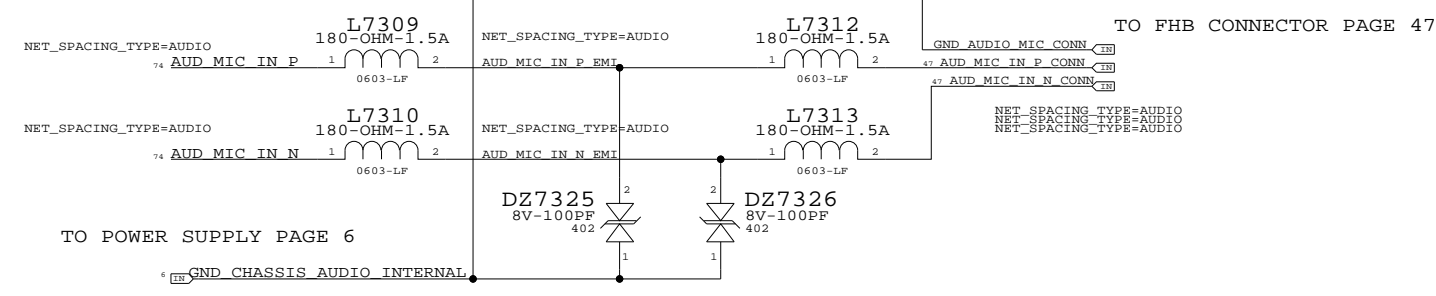 TO FHB CONNECTOR PAGE 47
L7309
180-OHM-1.5A
NET_SPACING_TYPE=AUDIO
NET_SPACING_TYPE=AUDIO
L7312
180-OHM-1.5A
GND_AUDIO_MIC_CONN
IN
74 AUD_MIC_IN_P
1
2
0603-LF
AUD_MIC_IN_P_EMI
1
2
0603-LF
47 AUD_MIC_IN_P_CONN
IN
47 AUD_MIC_IN_N_CONN
IN
NET_SPACING_TYPE=AUDIO
NET_SPACING_TYPE=AUDIO
NET_SPACING_TYPE=AUDIO
L7310
180-OHM-1.5A
NET_SPACING_TYPE=AUDIO
NET_SPACING_TYPE=AUDIO
L7313
180-OHM-1.5A
74 AUD_MIC_IN_N
1
2
0603-LF
AUD_MIC_IN_N_EMI
1
2
0603-LF
DZ7325
8V-100PF
402
2
1
DZ7326
8V-100PF
402
2
1
TO POWER SUPPLY PAGE 6
6
IN
GND_CHASSIS_AUDIO_INTERNAL